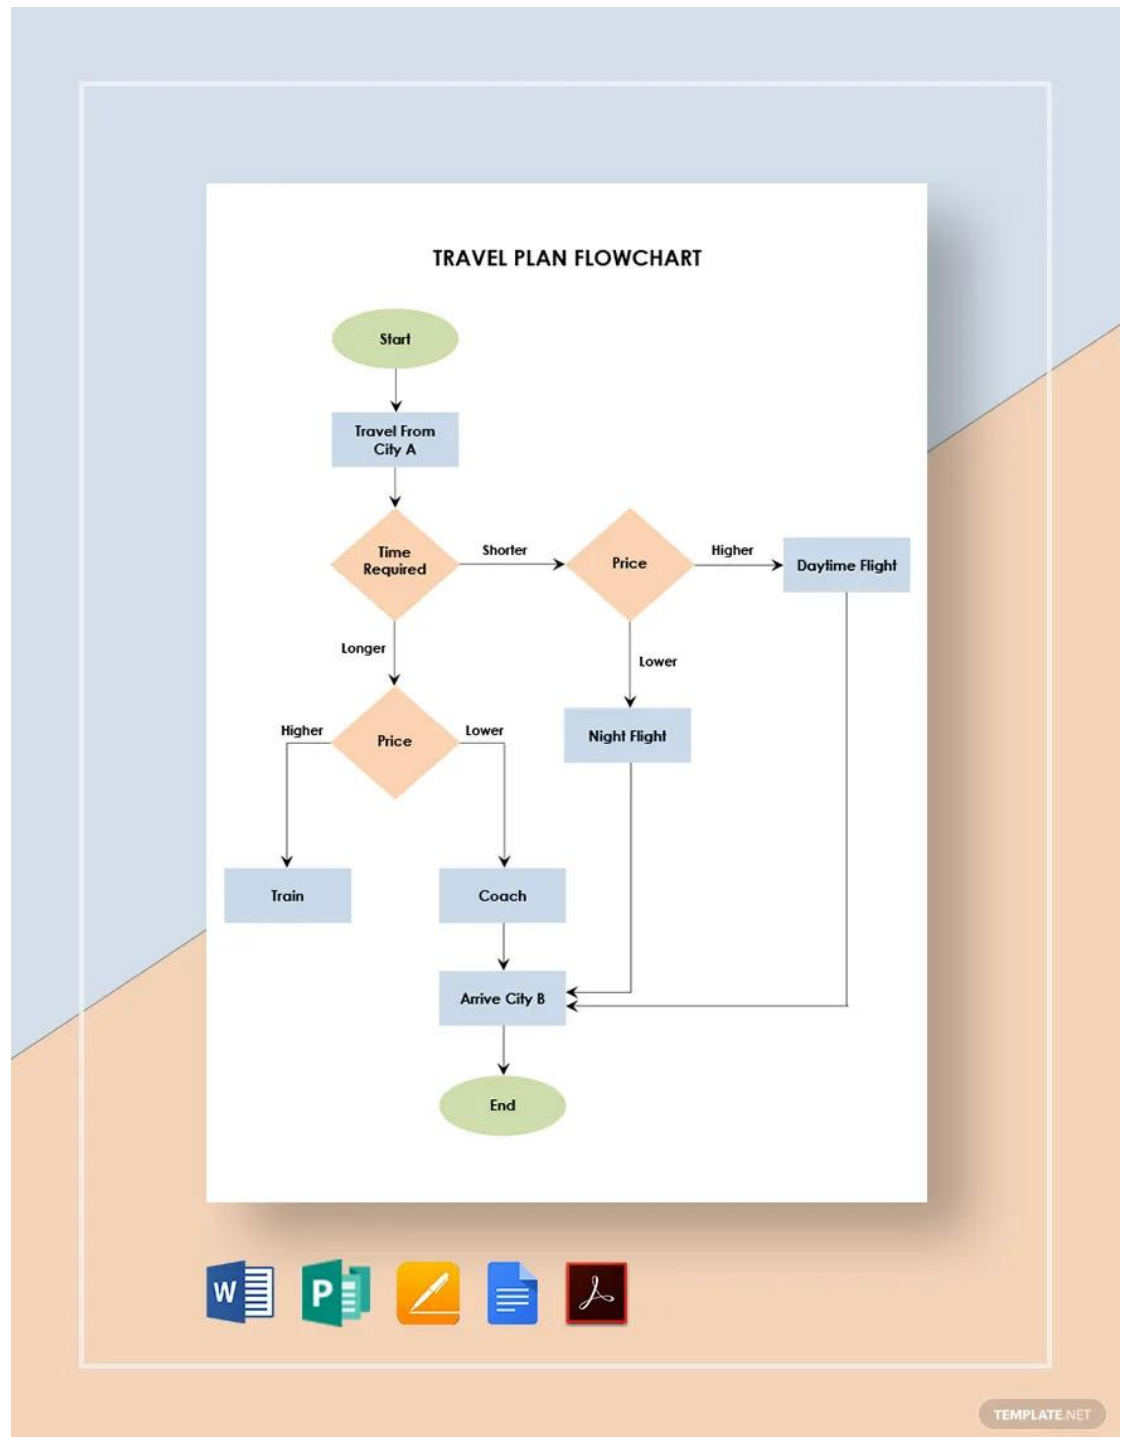 TRAVEL PLAN FLOWCHART
Start
Travel From
City A
Time
Required
Shorter
Price
Higher
Daytime Flight
Longer
Lower
Higher
Price
Lower
Night Flight
Train
Coach
Arrive City B
End
W
P
TEMPLATE.NET